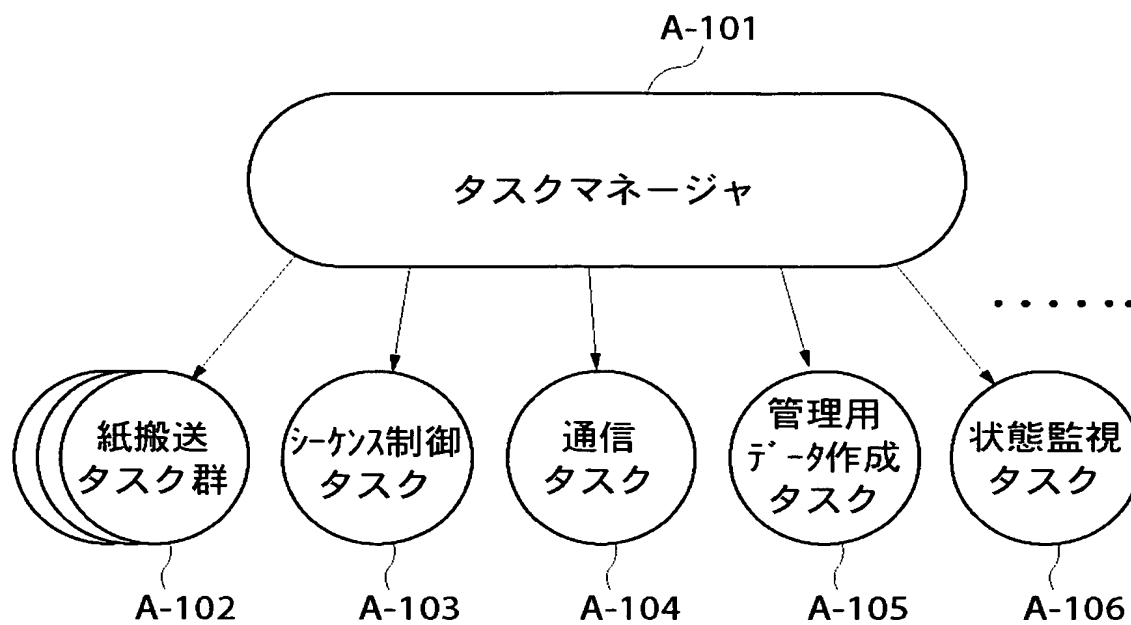 A-101
タスクマネージャ
······
紙搬送
タスク群
シーケンス制御
タスク
通信
タスク
管理用
データ作成
タスク
状態監視
タスク
A-102
A-103
A-104
A-105
A-106